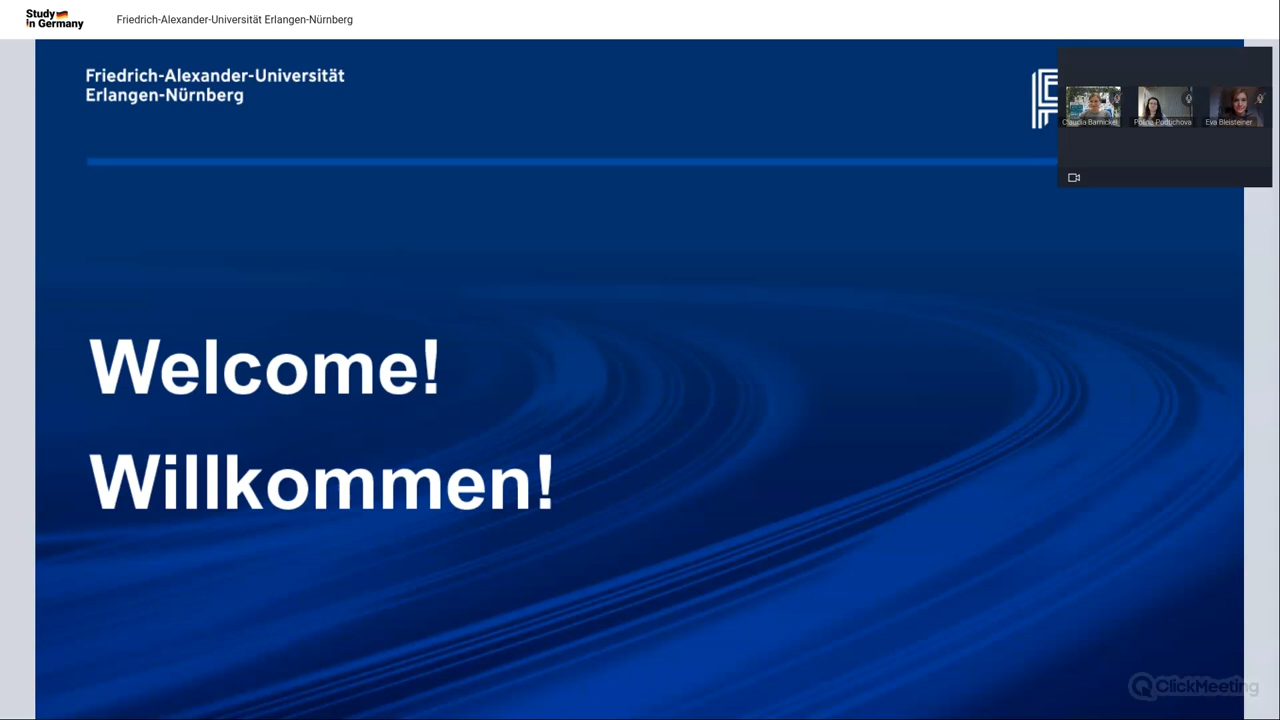 Study
in Germany
Friedrich-Alexander-Universität Erlangen-Nürnberg
Friedrich-Alexander-Universität
Erlangen-Nürnberg
Claudia Barnickel
Polina Podtichova
Eva Bleisteiner
Welcome!
Willkommen!
ClickMeeting